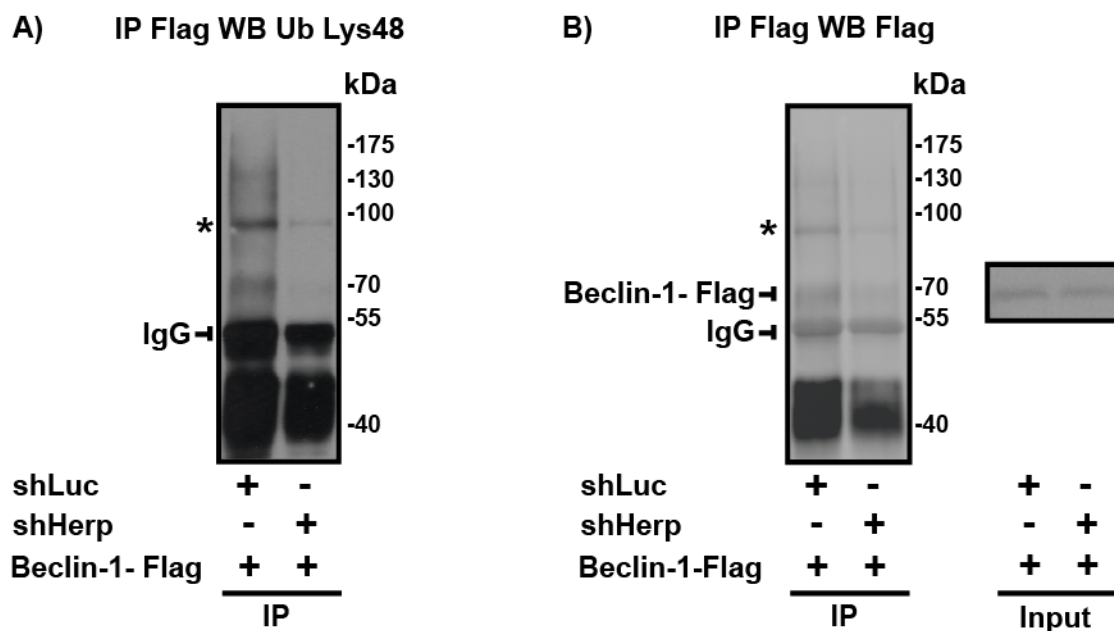 A) IP Flag WB Ub Lys48
kDa
-175
-130
-100
*
-70
-55
IgG
-40
shLuc + -
shHerp - +
Beclin-1- Flag + +
IP
B) IP Flag WB Flag
kDa
-175
-130
-100
*
Beclin-1- Flag
-70
-55
IgG
-40
shLuc + - + -
shHerp - + - +
Beclin-1-Flag + + + +
IP Input